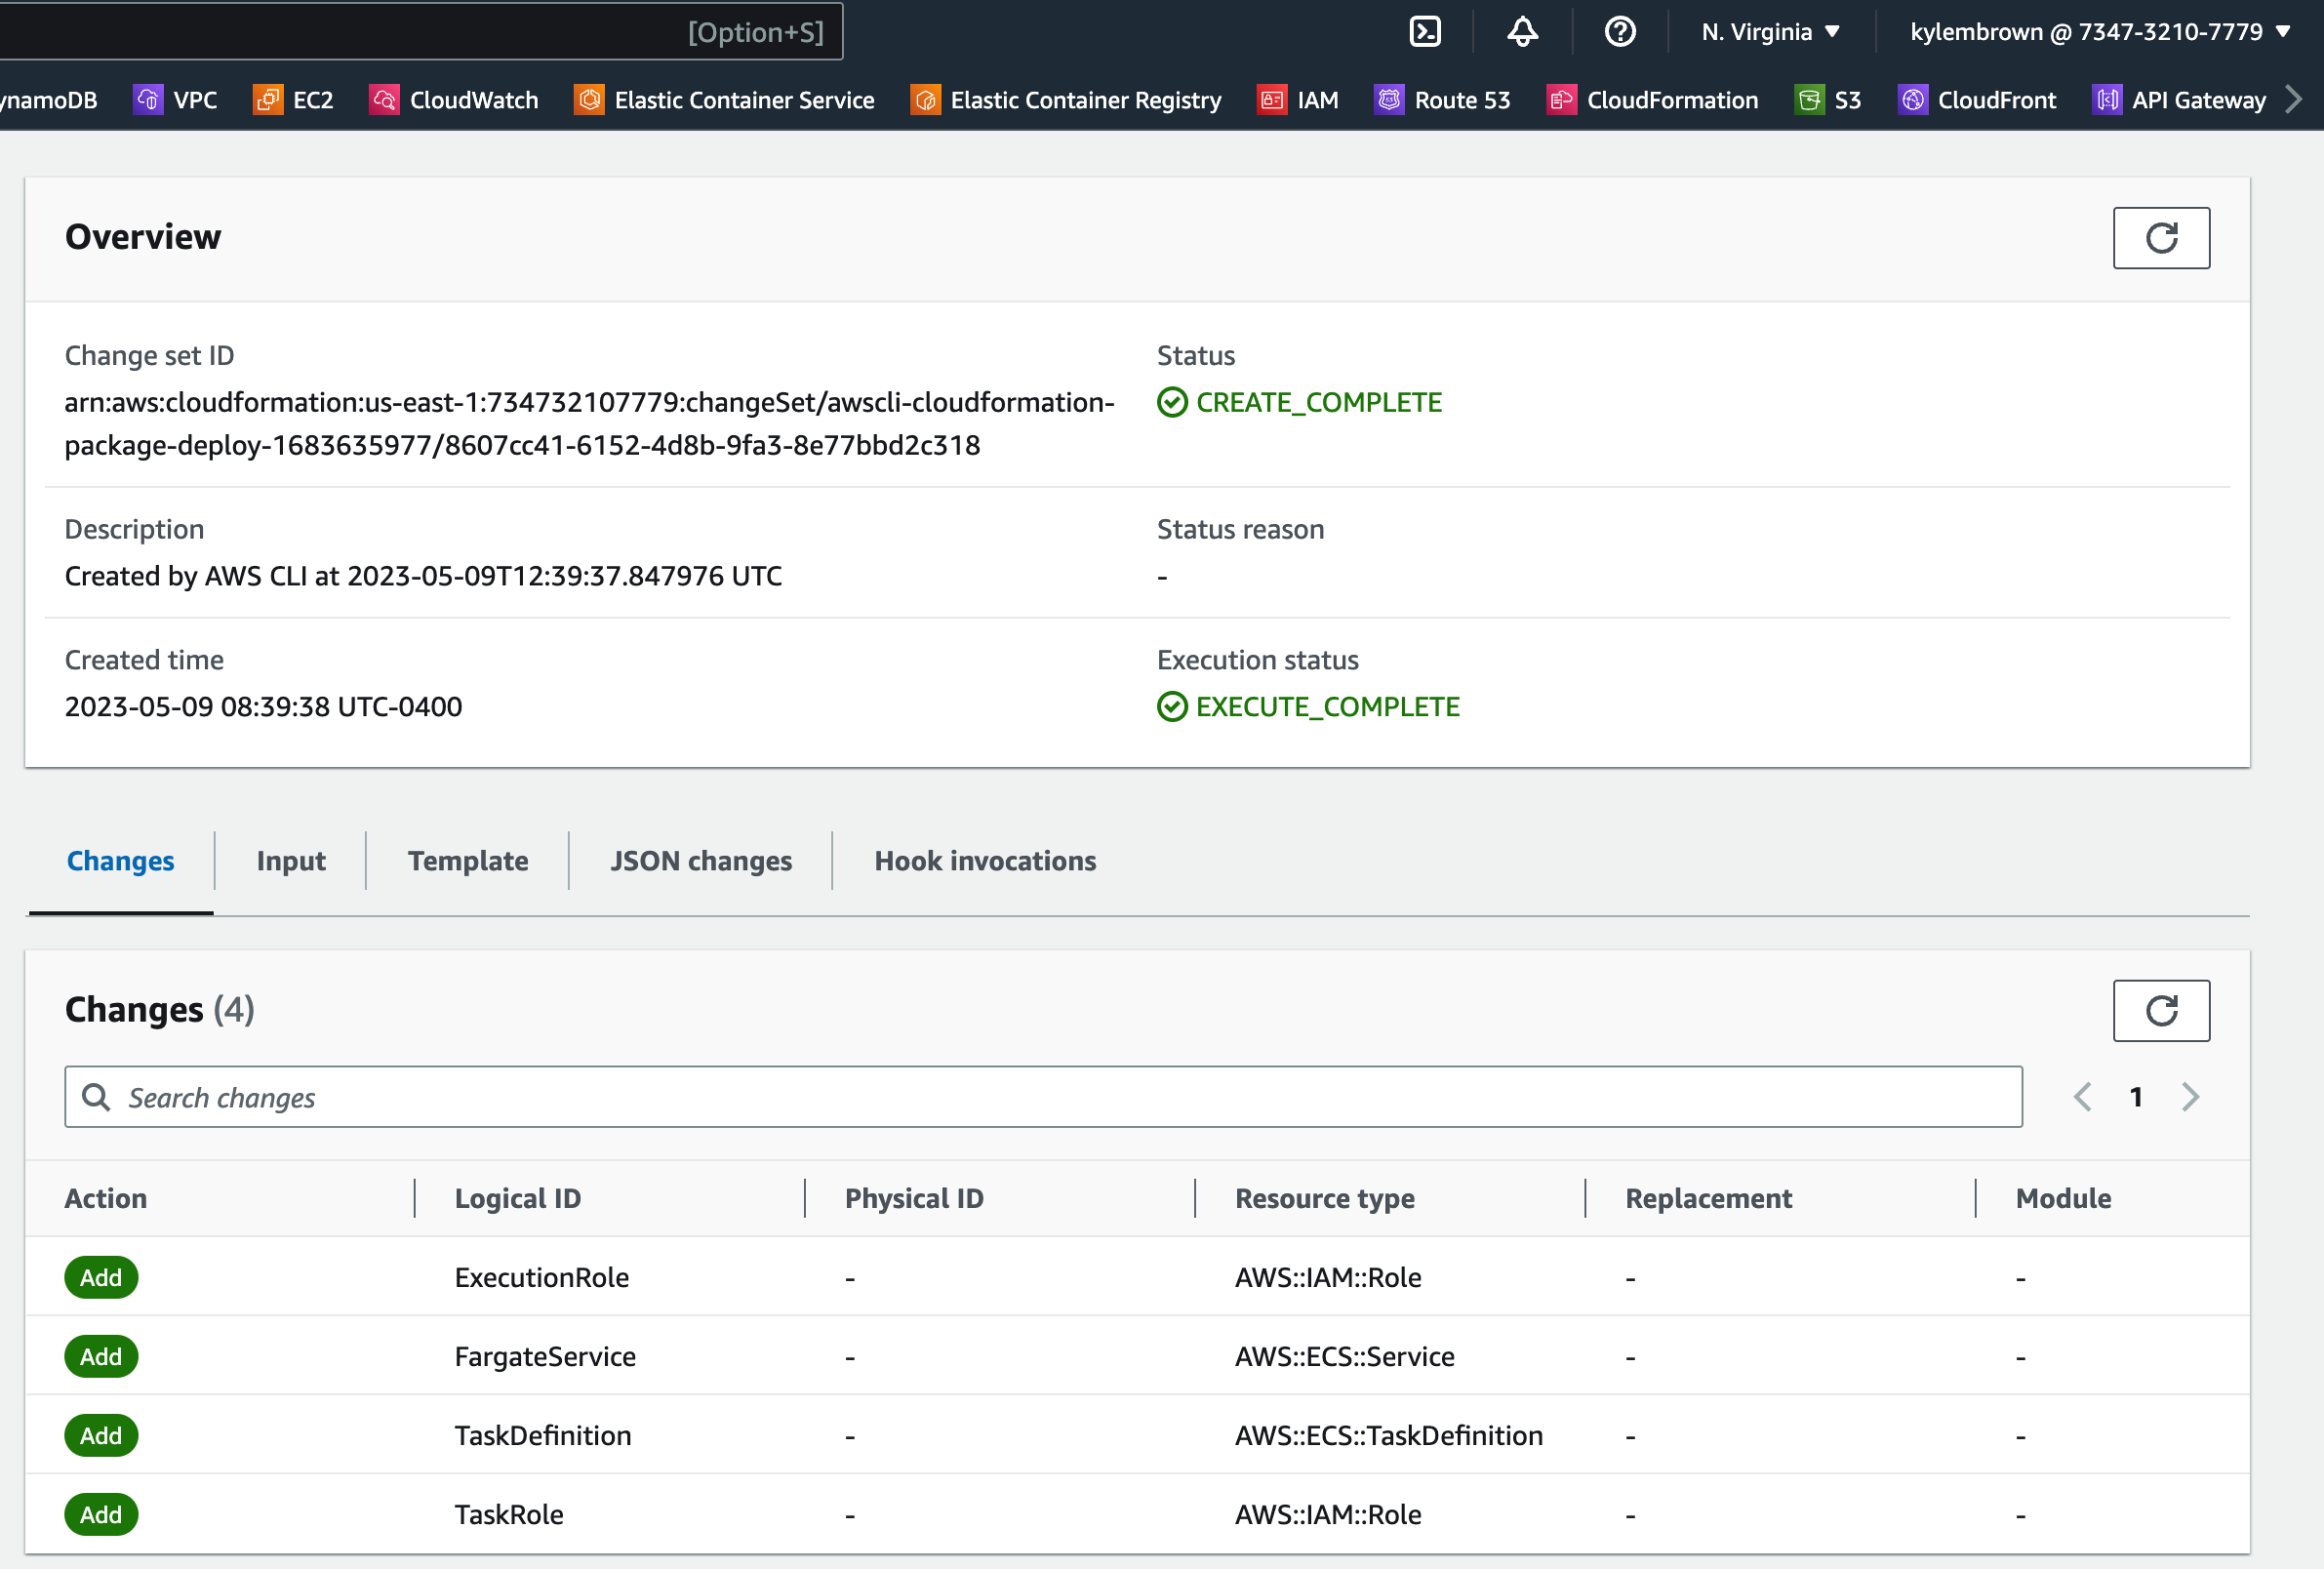 [Option+S]
N. Virginia ▼
kylembrown @ 7347-3210-7779 ▼
ynamoDB
VPC
EC2
CloudWatch
Elastic Container Service
Elastic Container Registry
IAM
Route 53
CloudFormation
S3
CloudFront
API Gateway
Overview
Change set ID
arn:aws:cloudformation:us-east-1:734732107779:changeSet/awscli-cloudformation-
package-deploy-1683635977/8607cc41-6152-4d8b-9fa3-8e77bbd2c318
Status
CREATE_COMPLETE
Description
Created by AWS CLI at 2023-05-09T12:39:37.847976 UTC
Status reason
-
Created time
2023-05-09 08:39:38 UTC-0400
Execution status
EXECUTE_COMPLETE
Changes
Input
Template
JSON changes
Hook invocations
Changes (4)
Search changes
1
Action Logical ID Physical ID Resource type Replacement Module
Add ExecutionRole - AWS::IAM::Role - -
Add FargateService - AWS::ECS::Service - -
Add TaskDefinition - AWS::ECS::TaskDefinition - -
Add TaskRole - AWS::IAM::Role - -